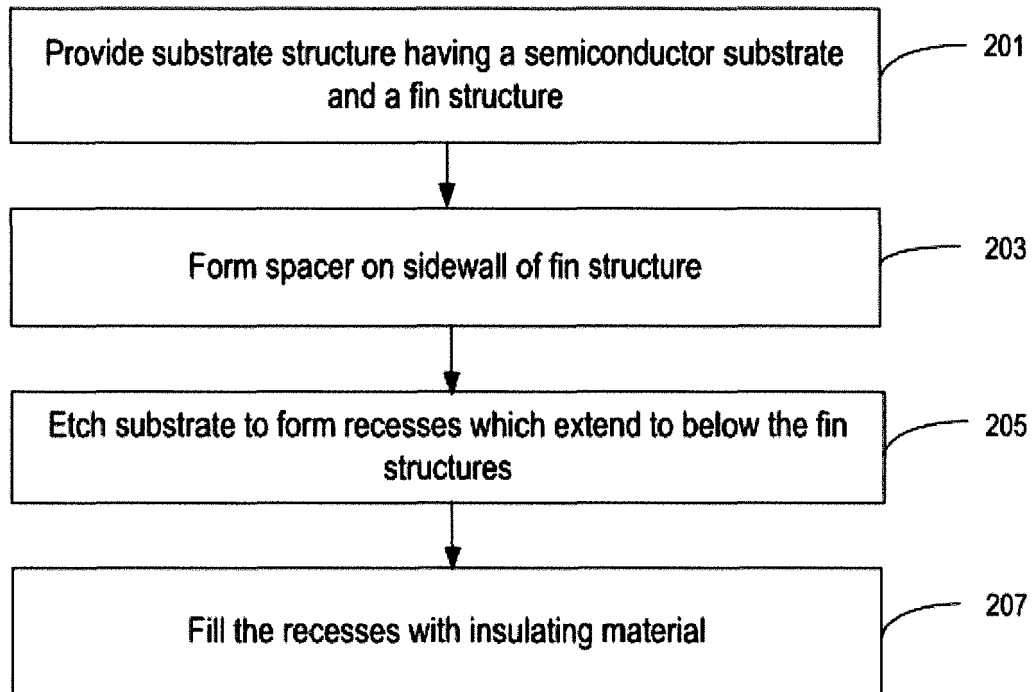 Provide substrate structure having a semiconductor substrate
and a fin structure
201
Form spacer on sidewall of fin structure
203
Etch substrate to form recesses which extend to below the fin
structures
205
Fill the recesses with insulating material
207